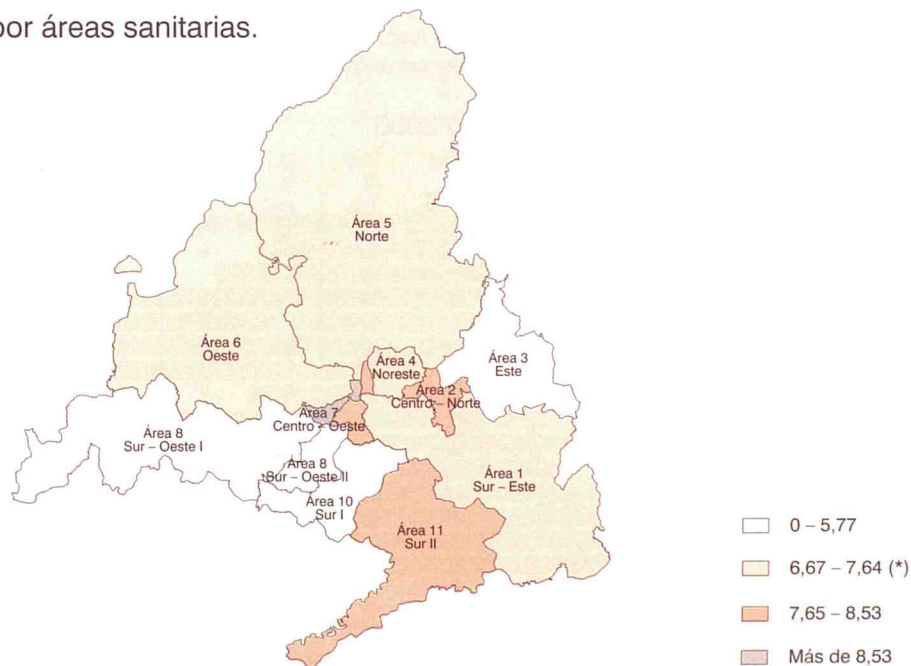 por áreas sanitarias.
Área 5
Norte
Área 6
Oeste
Área 3
Este
Área 4
Noreste
Área 2
Centro – Norte
Área 7
Centro – Oeste
Área 8
Sur – Oeste I
Área 8
Sur – Oeste II
Área 1
Sur – Este
Área 10
Sur I
Área 11
Sur II
0 – 5,77
6,67 – 7,64 (*)
7,65 – 8,53
Más de 8,53